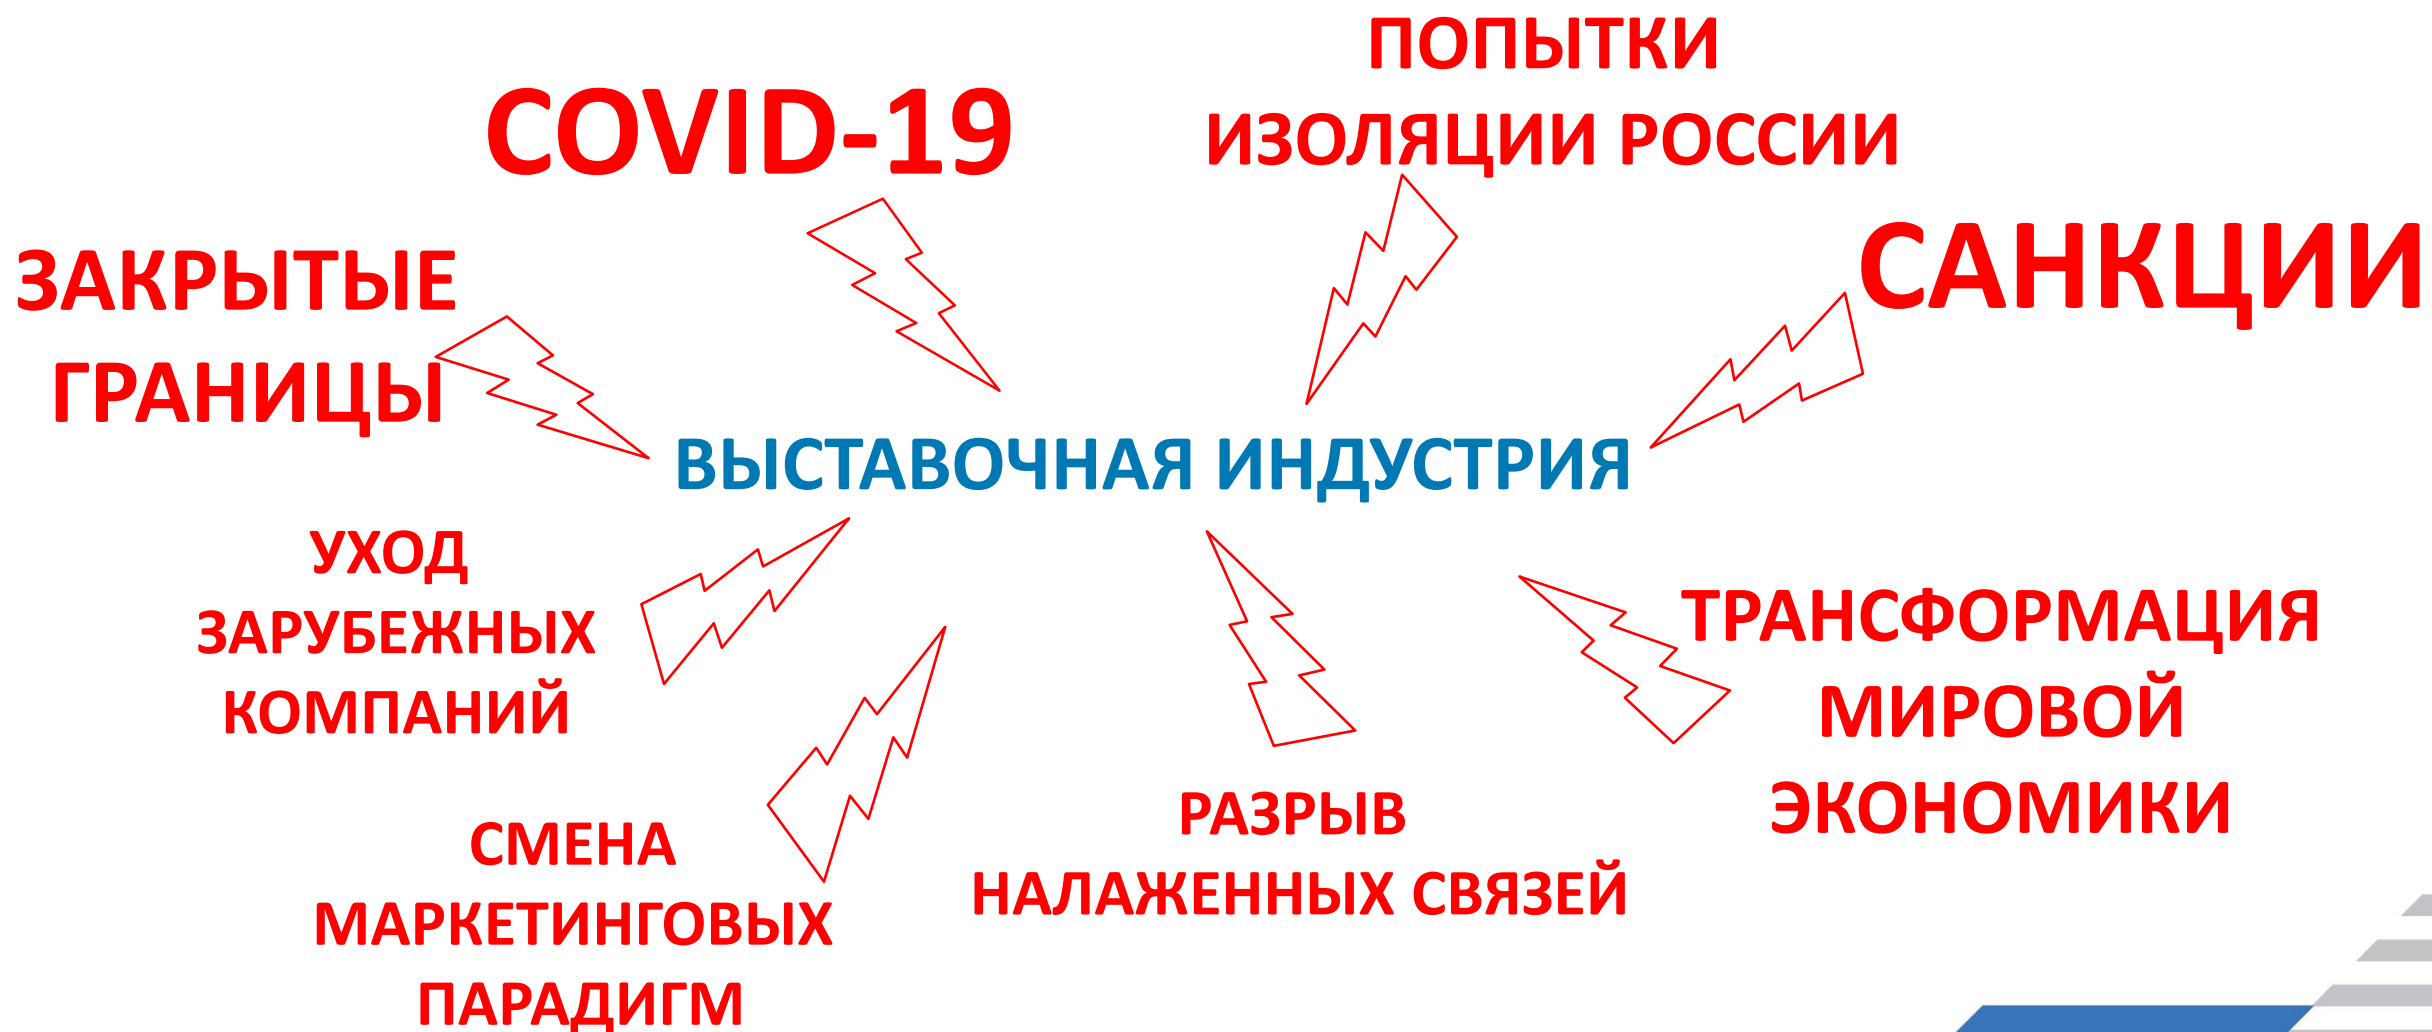 ПОПЫТКИ
ИЗОЛЯЦИИ РОССИИ
COVID-19
САНКЦИИ
ЗАКРЫТЫЕ
ГРАНИЦЫ
ВЫСТАВОЧНАЯ ИНДУСТРИЯ
УХОД
ЗАРУБЕЖНЫХ
КОМПАНИЙ
ТРАНСФОРМАЦИЯ
МИРОВОЙ
ЭКОНОМИКИ
СМЕНА
МАРКЕТИНГОВЫХ
ПАРАДИГМ
РАЗРЫВ
НАЛАЖЕННЫХ СВЯЗЕЙ